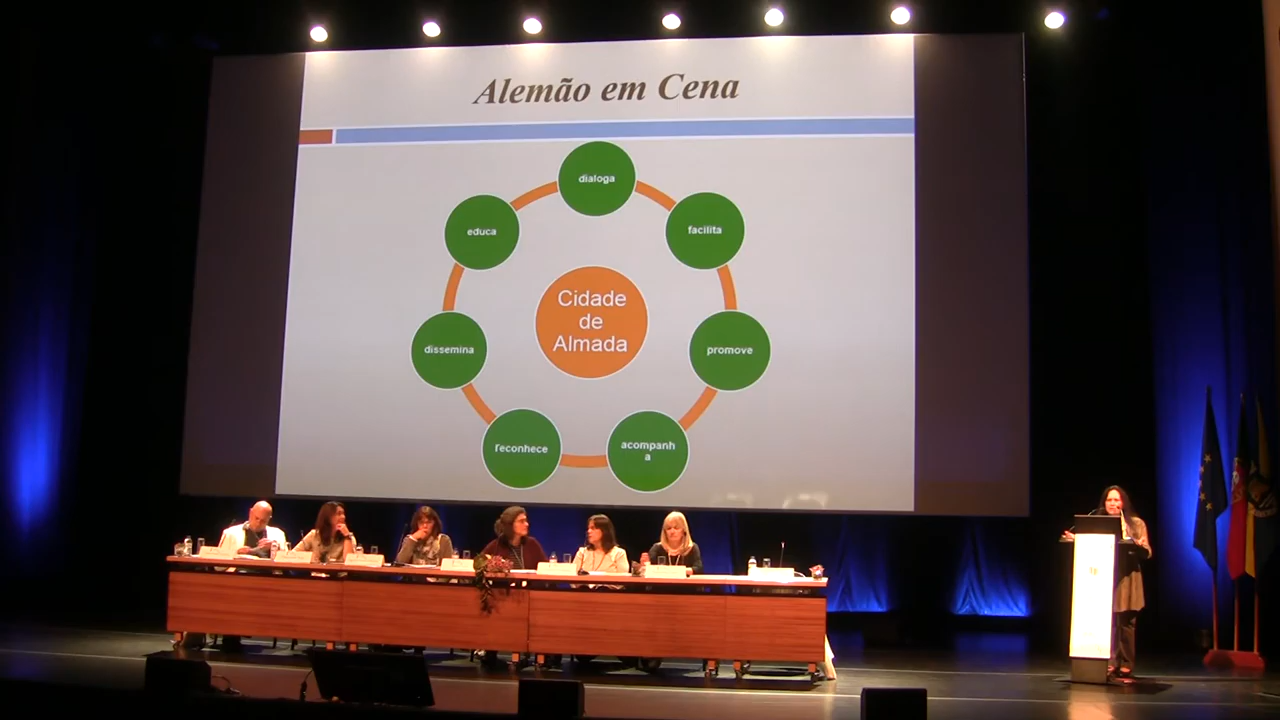 Alemão em Cena
dialoga
educa
facilita
Cidade
de
Almada
dissemina
promove
reconhece
acompanh
a